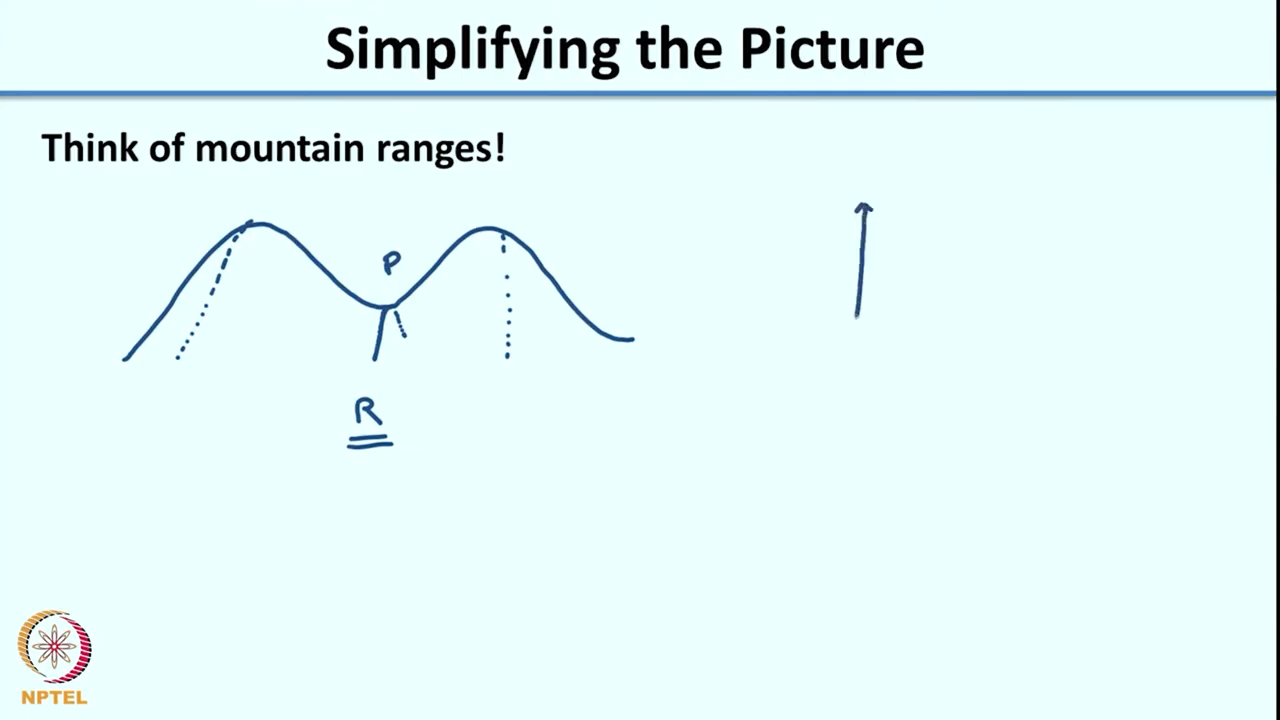 Simplifying the Picture
Think of mountain ranges!
P
R
NPTEL